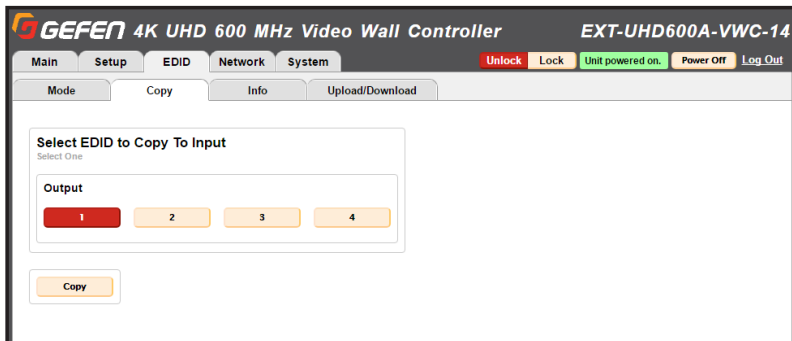 GEFEN 4K UHD 600 MHz Video Wall Controller EXT-UHD600A-VWC-14
Main Setup EDID Network System Unlock Lock Unit powered on. Power Off Log Out
Mode Copy Info Upload/Download
Select EDID to Copy To Input
Select One
Output
1 2 3 4
Copy